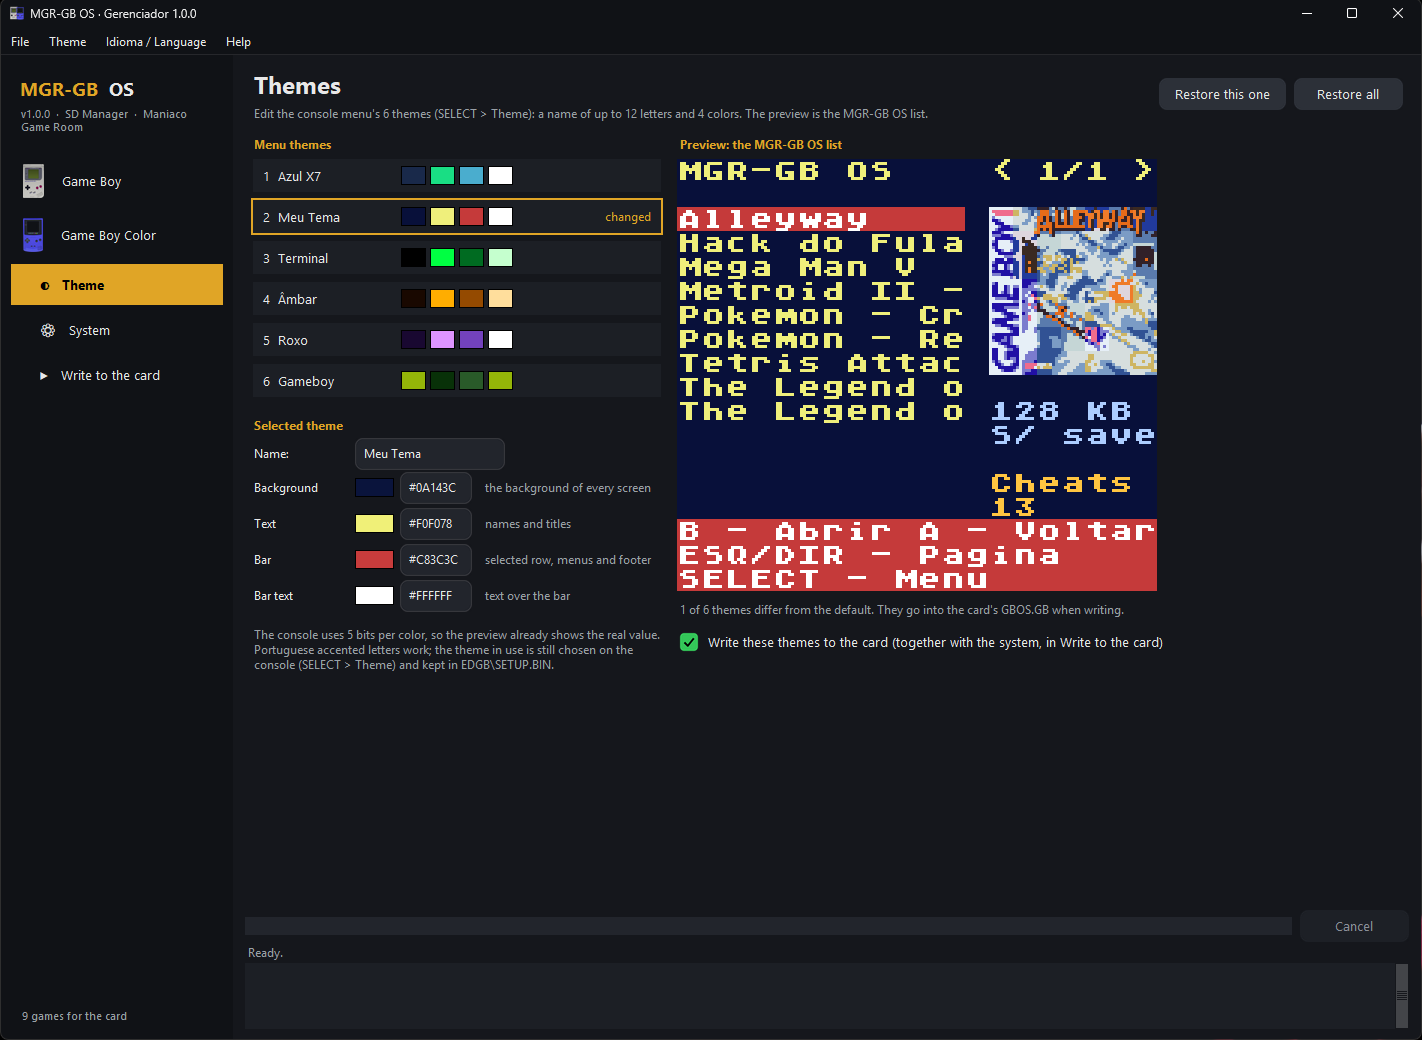 MGR-GB OS · Gerenciador 1.0.0
File Theme Idioma / Language Help
MGR-GB OS
v1.0.0 · SD Manager · Maniaco
Game Room
Game Boy
Game Boy Color
Theme
System
Write to the card
9 games for the card
Themes
Edit the console menu's 6 themes (SELECT > Theme): a name of up to 12 letters and 4 colors. The preview is the MGR-GB OS list.
Restore this one
Restore all
Menu themes
1 Azul X7
2 Meu Tema changed
3 Terminal
4 Âmbar
5 Roxo
6 Gameboy
Selected theme
Name: Meu Tema
Background #0A143C the background of every screen
Text #F0F078 names and titles
Bar #C83C3C selected row, menus and footer
Bar text #FFFFFF text over the bar
The console uses 5 bits per color, so the preview already shows the real value.
Portuguese accented letters work; the theme in use is still chosen on the
console (SELECT > Theme) and kept in EDGB\SETUP.BIN.
Preview: the MGR-GB OS list
MGR-GB OS < 1/1 >
Alleyway
Hack do Fula
Mega Man V
Metroid II -
Pokemon - Cr
Pokemon - Re
Tetris Attac
The Legend o
The Legend o
GAME BOY
ALLEYWAY
128 KB
S/ save
Cheats
13
B - Abrir A - Voltar
ESQ/DIR - Pagina
SELECT - Menu
1 of 6 themes differ from the default. They go into the card's GBOS.GB when writing.
Write these themes to the card (together with the system, in Write to the card)
Cancel
Ready.